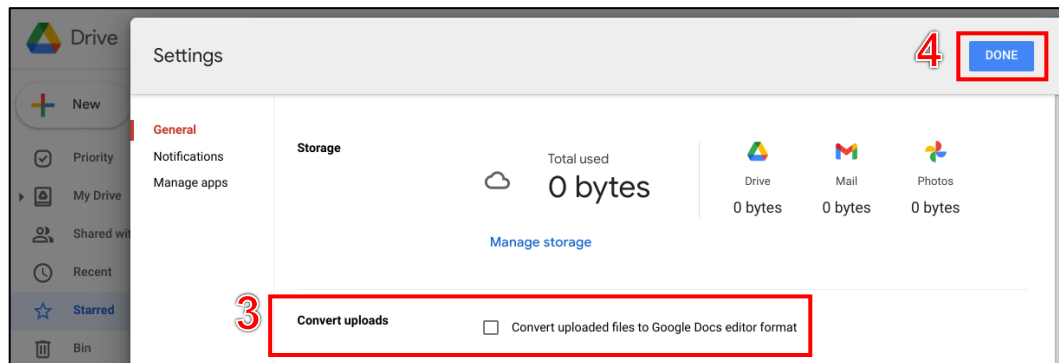 Drive
Settings
4
DONE
New
General
Notifications
Manage apps
Priority
My Drive
Shared wit
Recent
Starred
Bin
Storage
Total used
0 bytes
Manage storage
Drive
Mail
Photos
0 bytes
0 bytes
0 bytes
3
Convert uploads
Convert uploaded files to Google Docs editor format